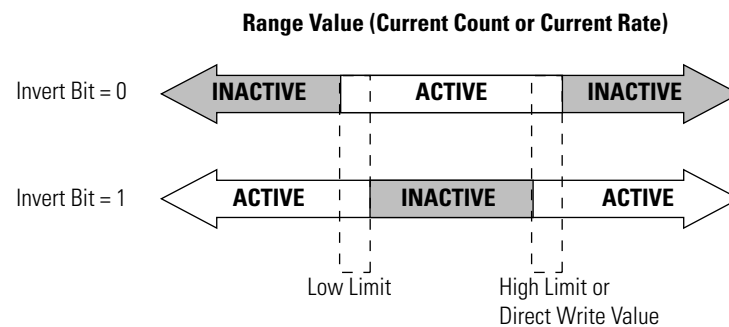 Range Value (Current Count or Current Rate)
Invert Bit = 0
INACTIVE
ACTIVE
INACTIVE
Invert Bit = 1
ACTIVE
INACTIVE
ACTIVE
Low Limit
High Limit or
Direct Write Value